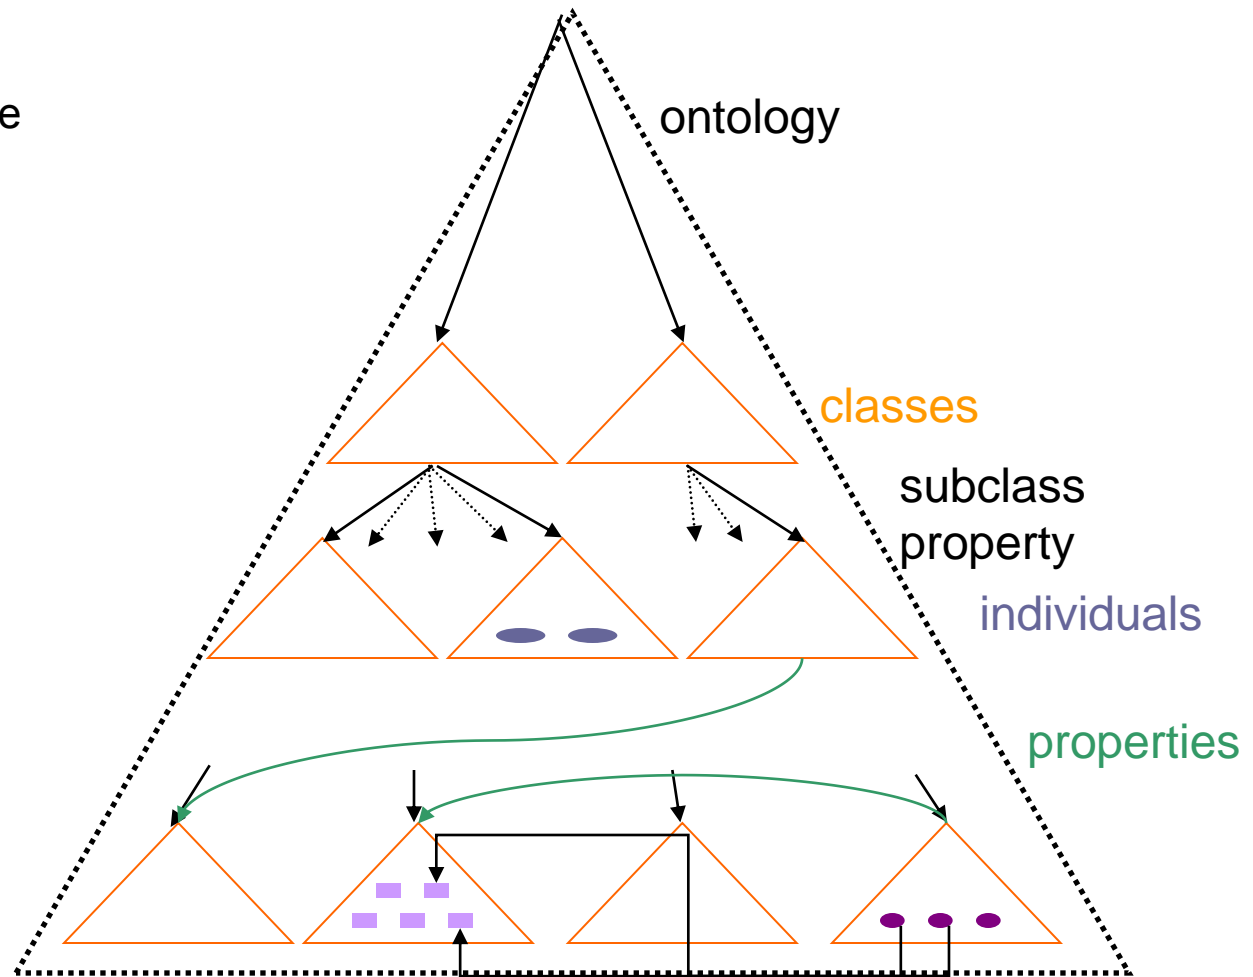 e
ontology
classes
subclass
property
individuals
properties